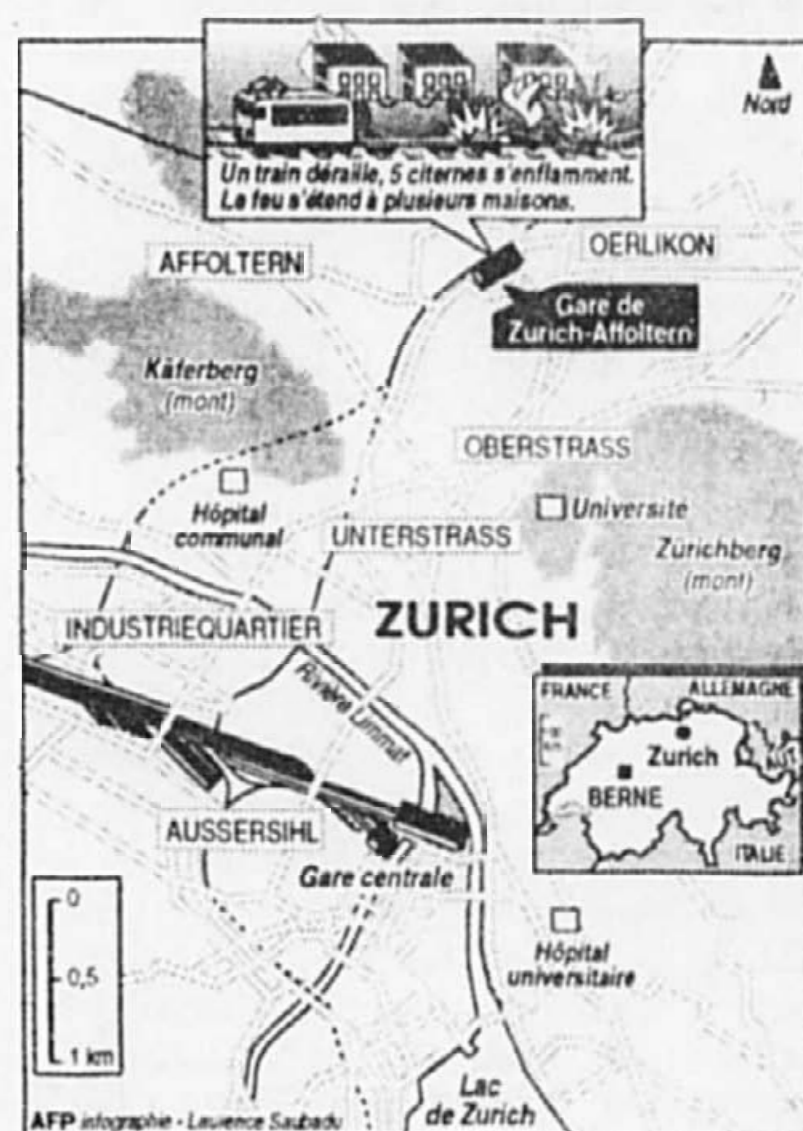 Nord
Un train déraille, 5 citernes s'enflamment.
Le feu s'étend à plusieurs maisons.
AFFOLTERN
OERLIKON
Gare de
Zurich-Affoltern
Käferberg
(mont)
OBERSTRASS
Hôpital
communal
Université
UNTERSTRASS
Zürichberg
(mont)
INDUSTRIEQUARTIER
ZURICH
Rivière Limmat
FRANCE
ALLEMAGNE
Zurich
BERNE
ITALIE
AUSSERSIHL
Gare centrale
0
0,5
1 km
Hôpital
universitaire
Lac
de Zurich
AFP infographie - Laurence Saubadu